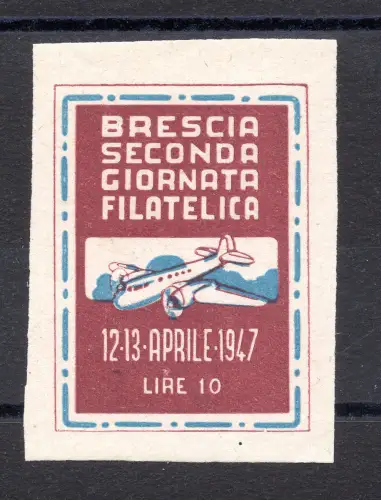 BRESCIA
SECONDA
GIORNATA
FILATELICA
12·13·APRILE·1947
LIRE 10